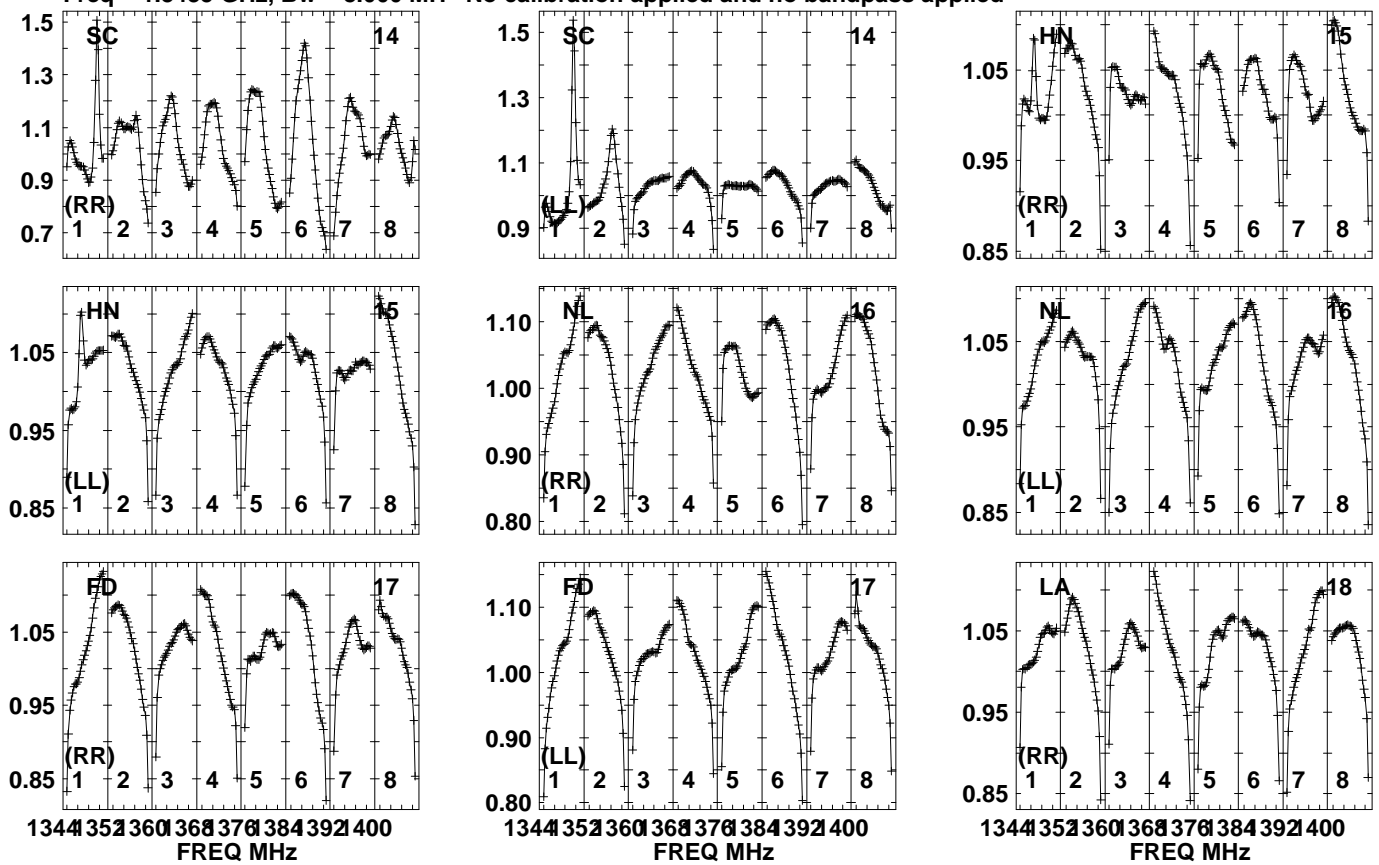 No calibration applied and no bandpass applied
1.5 SC 14
1.3
1.1
0.9
0.7 (RR)
1 2 3 4 5 6 7 8
1.5 SC 14
1.3
1.1
0.9 (LL)
1 2 3 4 5 6 7 8
HN 15
1.05
0.95
(RR)
0.85 1 2 3 4 5 6 7 8
HN 15
1.05
0.95
(LL)
0.85 1 2 3 4 5 6 7 8
NL 16
1.10
1.00
0.90
(RR)
0.80 1 2 3 4 5 6 7 8
NL 16
1.05
0.95
(LL)
0.85 1 2 3 4 5 6 7 8
FD 17
1.05
0.95
(RR)
0.85 1 2 3 4 5 6 7 8
FD 17
1.10
1.00
0.90
(LL)
0.80 1 2 3 4 5 6 7 8
LA 18
1.05
0.95
(RR)
0.85 1 2 3 4 5 6 7 8
1344 1352 1360 1368 1376 1384 1392 1400
FREQ MHz
1344 1352 1360 1368 1376 1384 1392 1400
FREQ MHz
1344 1352 1360 1368 1376 1384 1392 1400
FREQ MHz